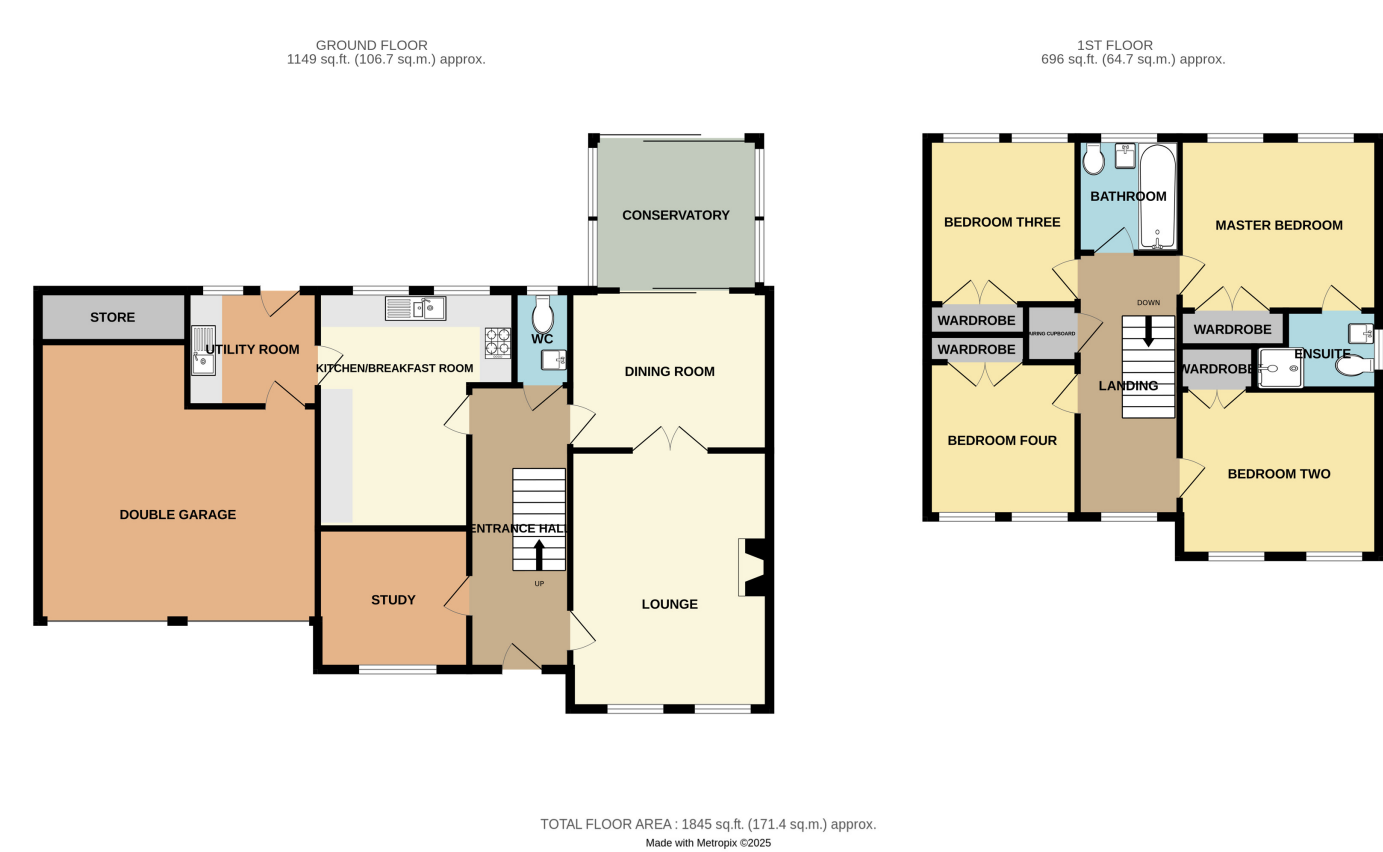 GROUND FLOOR
1149 sq.ft. (106.7 sq.m.) approx.
1ST FLOOR
696 sq.ft. (64.7 sq.m.) approx.
CONSERVATORY
STORE
UTILITY ROOM
WC
KITCHEN/BREAKFAST ROOM
DINING ROOM
DOUBLE GARAGE
ENTRANCE HALL
UP
STUDY
LOUNGE
BATHROOM
BEDROOM THREE
MASTER BEDROOM
DOWN
WARDROBE
AIRING CUPBOARD
WARDROBE
WARDROBE
ENSUITE
WARDROBE
LANDING
BEDROOM FOUR
BEDROOM TWO
TOTAL FLOOR AREA : 1845 sq.ft. (171.4 sq.m.) approx.
Made with Metropix ©2025